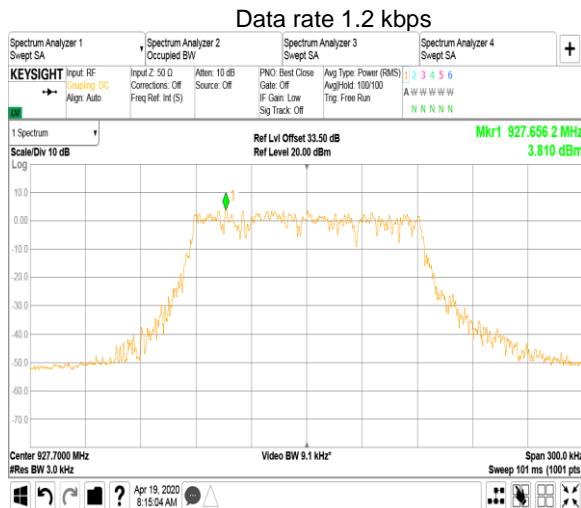 Data rate 1.2 kbps
Spectrum Analyzer 1
Swept SA
Spectrum Analyzer 2
Occupied BW
Spectrum Analyzer 3
Swept SA
Spectrum Analyzer 4
Swept SA
+
KEYSIGHT
Input: RF
Coupling: DC
Align: Auto
Input Z: 50 Ω
Corrections: Off
Freq Ref: Int (S)
Atten: 10 dB
Source: Off
PNO: Best Close
Gate: Off
IF Gain: Low
Sig Track: Off
Avg Type: Power (RMS)
Avg|Hold: 100/100
Trig: Free Run
1 2 3 4 5 6
A W W W W W
N N N N N
1 Spectrum
Scale/Div 10 dB
Log
Ref Lvl Offset 33.50 dB
Ref Level 20.00 dBm
Mkr1 927.656 2 MHz
3.810 dBm
1
10.0
0.00
-10.0
-20.0
-30.0
-40.0
-50.0
-60.0
-70.0
Center 927.7000 MHz
#Res BW 3.0 kHz
Video BW 9.1 kHz*
Span 300.0 kHz
Sweep 101 ms (1001 pts)
?
Apr 19, 2020
8:15:04 AM